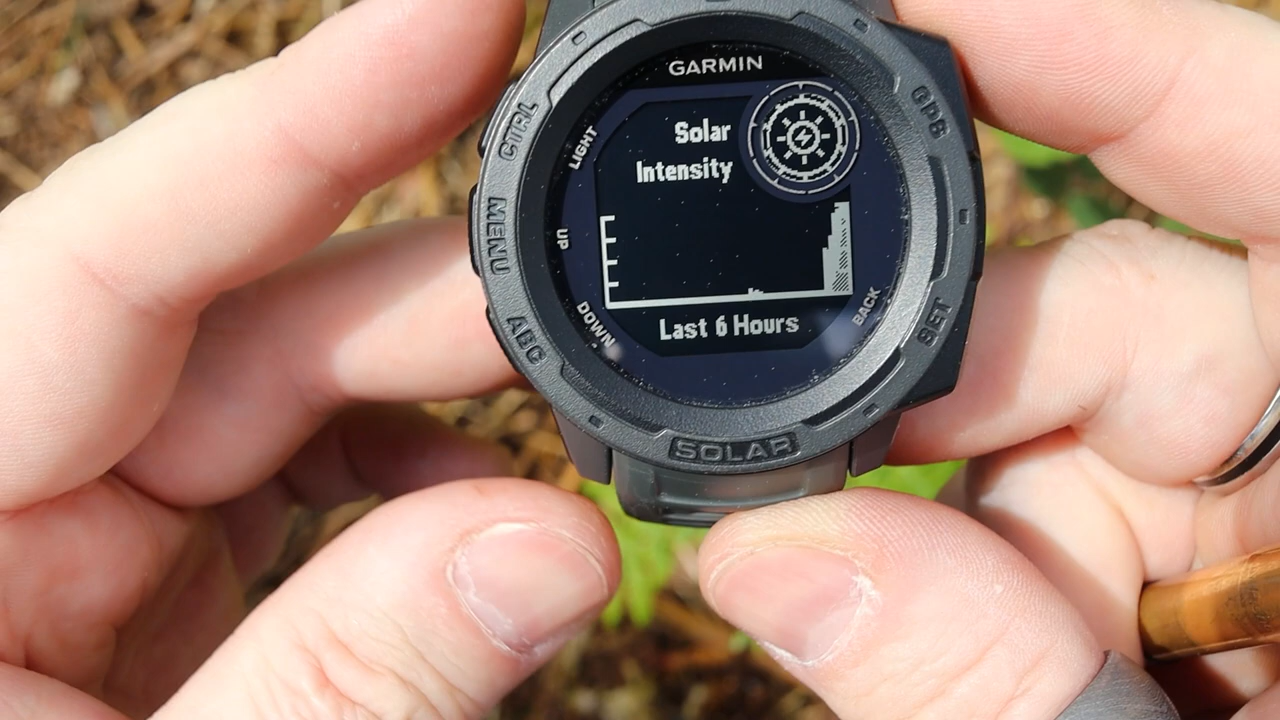 GARMIN
CTRL
LIGHT
GPS
Solar
Intensity
MENU
UP
DOWN
BACK
ABC
SET
Last 6 Hours
SOLAR